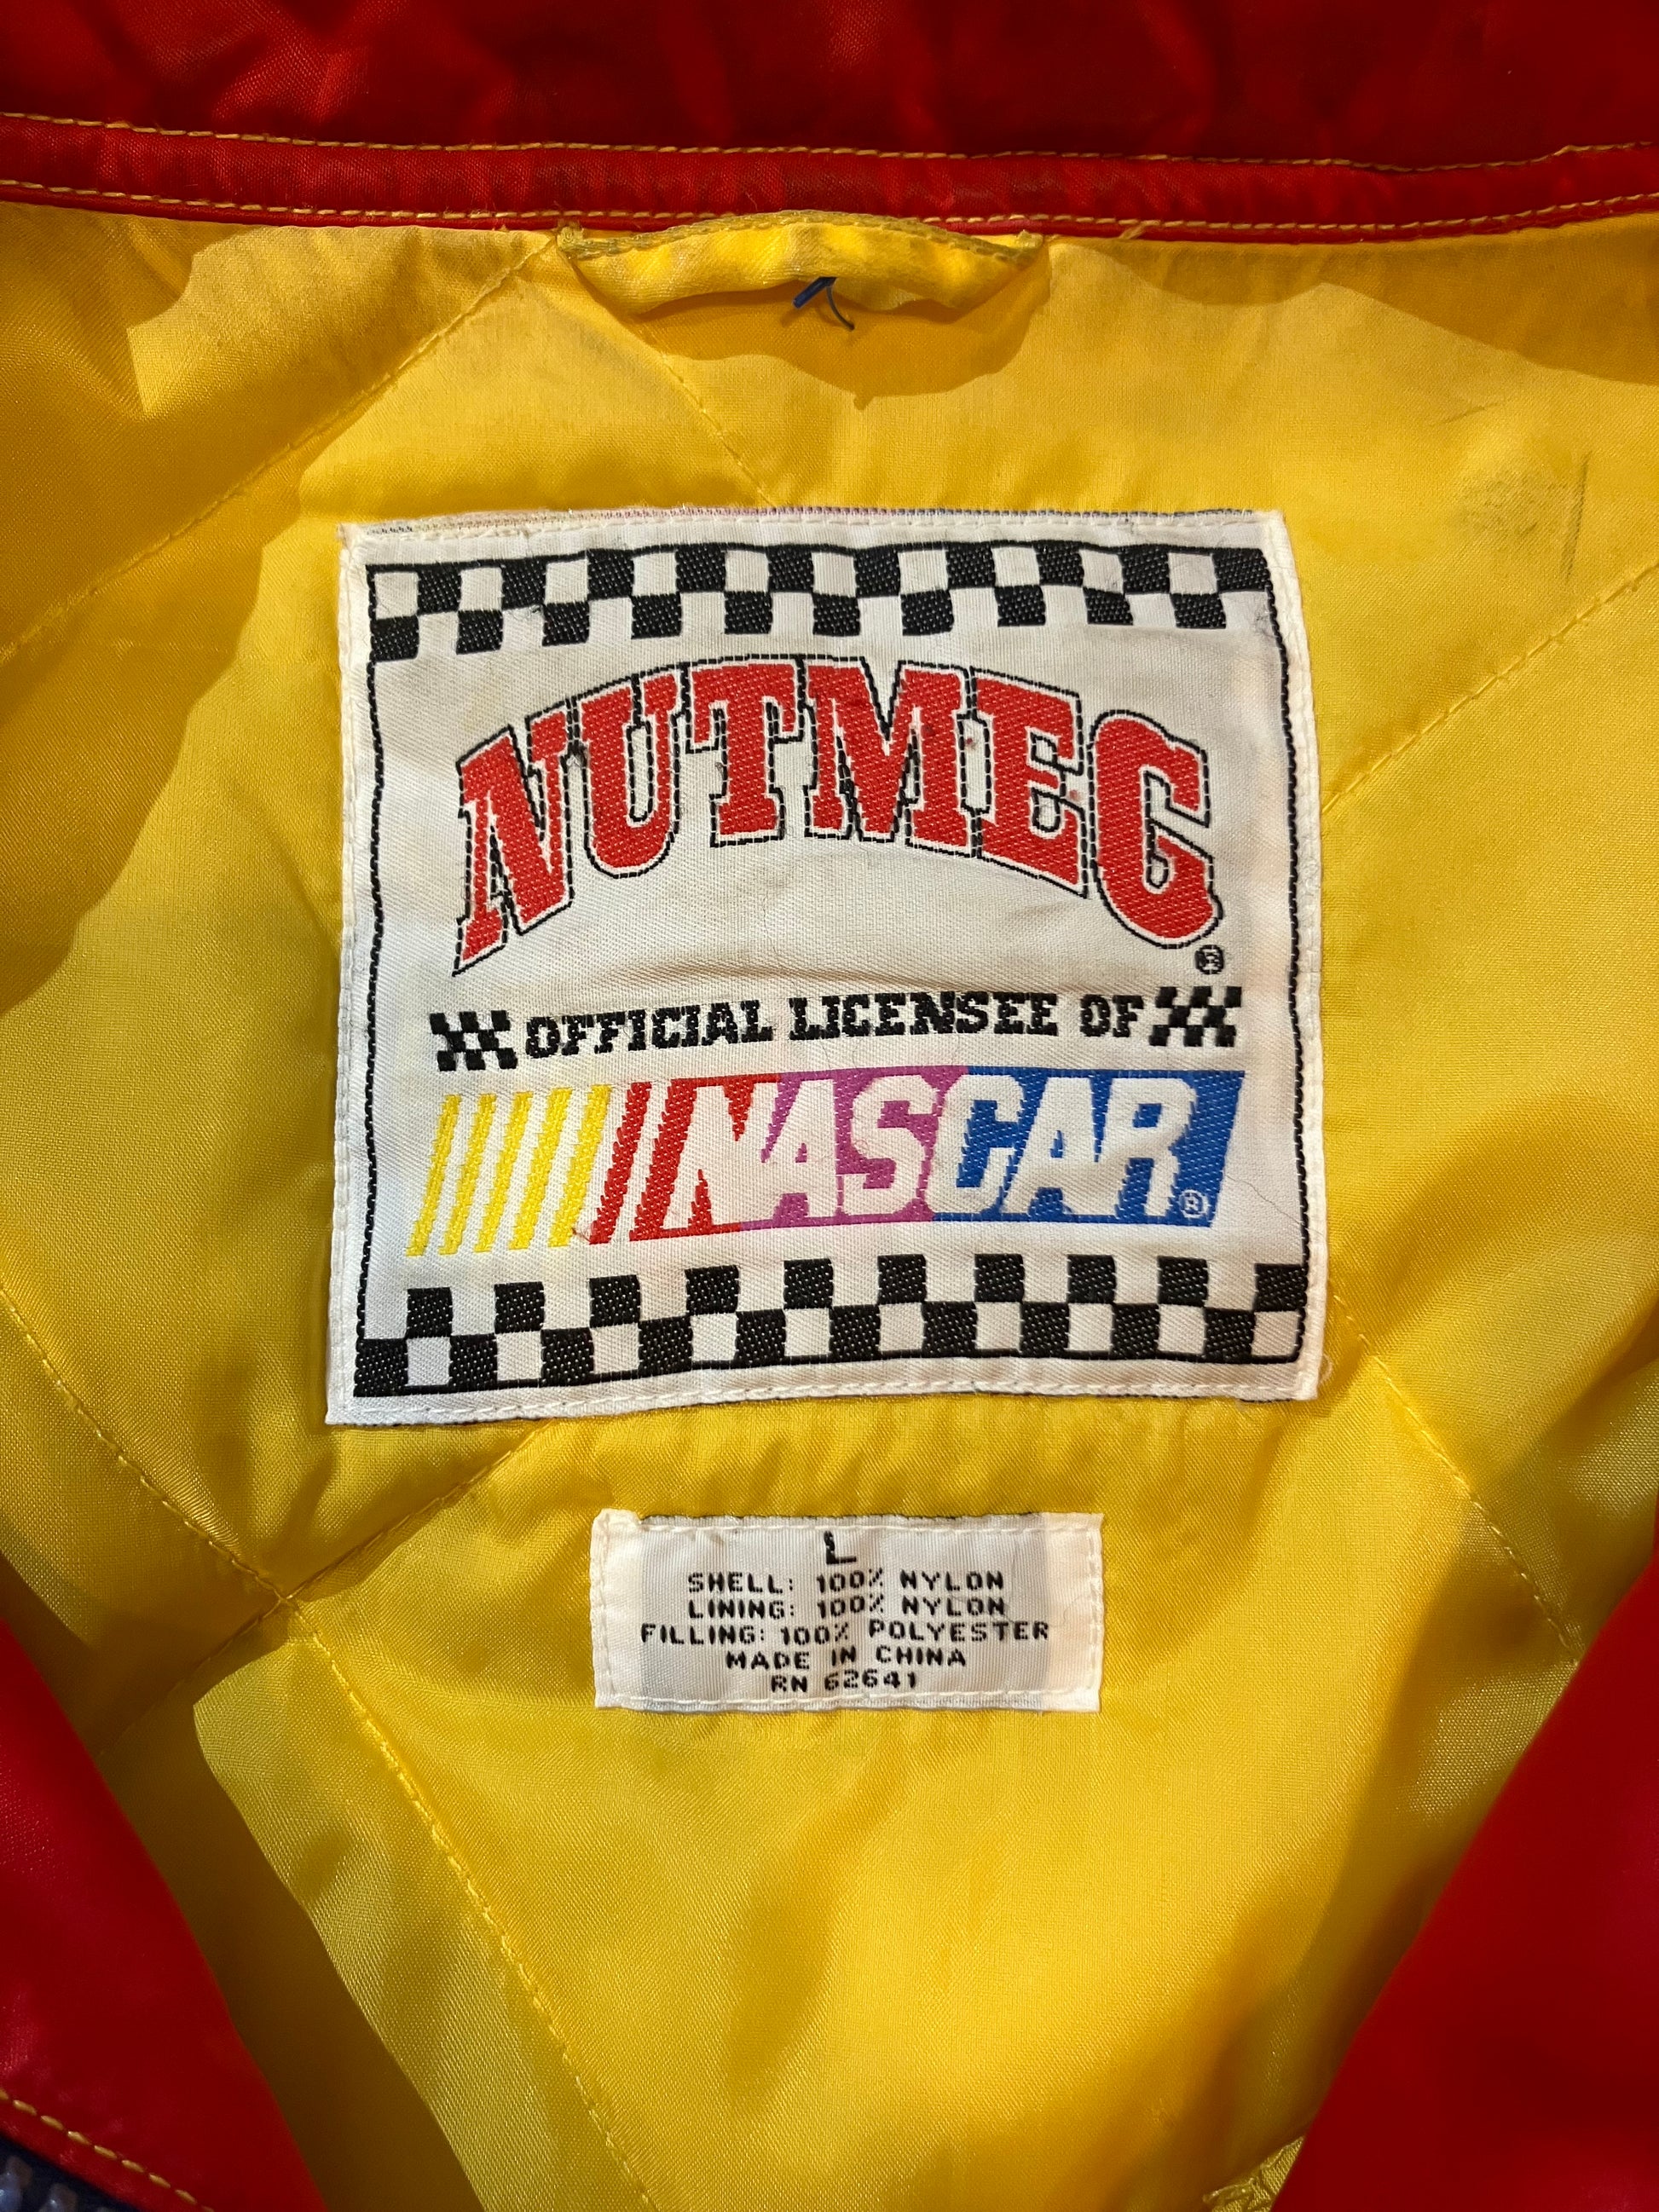 NUTMEG®
OFFICIAL LICENSEE OF
NASCAR®
L
SHELL: 100% NYLON
LINING: 100% NYLON
FILLING: 100% POLYESTER
MADE IN CHINA
RN 62641